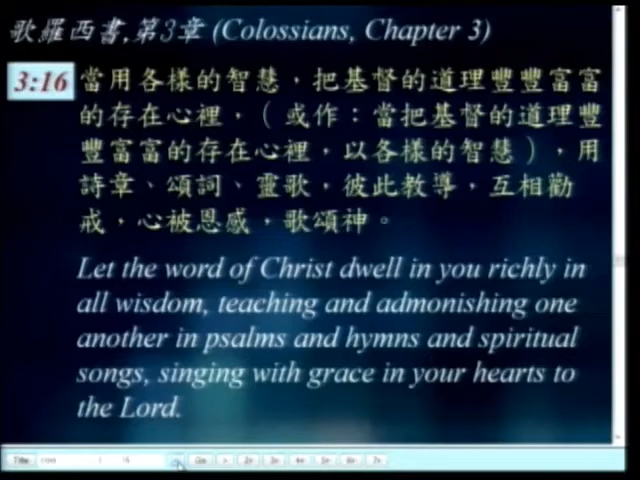 歌羅西書,第3章 (Colossians, Chapter 3)
3:16 當用各樣的智慧，把基督的道理豐豐富富
的存在心裡，（或作：當把基督的道理豐
豐富富的存在心裡，以各樣的智慧），用
詩章、頌詞、靈歌，彼此教導，互相勸
戒，心被恩感，歌頌神。
Let the word of Christ dwell in you richly in
all wisdom, teaching and admonishing one
another in psalms and hymns and spiritual
songs, singing with grace in your hearts to
the Lord.
Title